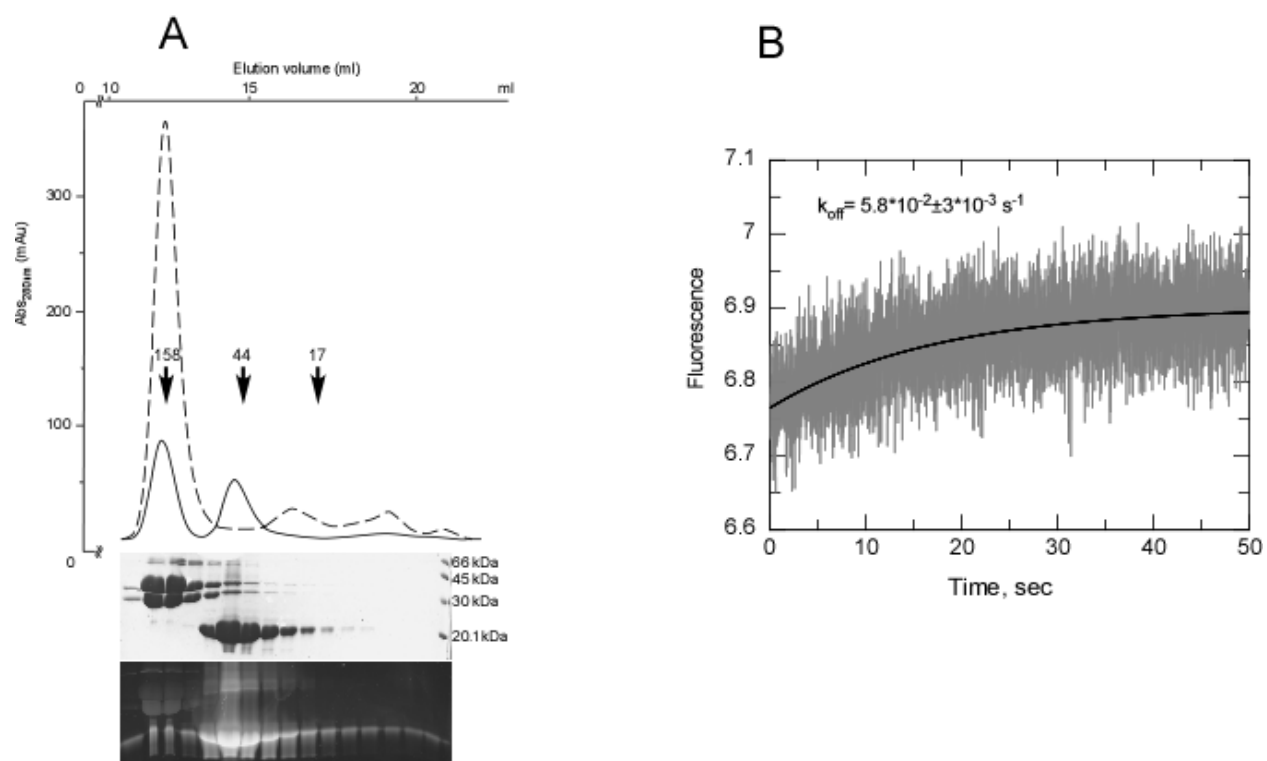 A
Elution volume (ml)
0 10 15 20 ml
300
200
100
0
Abs280nm (mAu)
158 44 17
66 kDa
45 kDa
30 kDa
20.1 kDa
B
7.1
7
6.9
6.8
6.7
6.6
Fluorescence
koff= 5.8*10-2±3*10-3 s-1
0 10 20 30 40 50
Time, sec